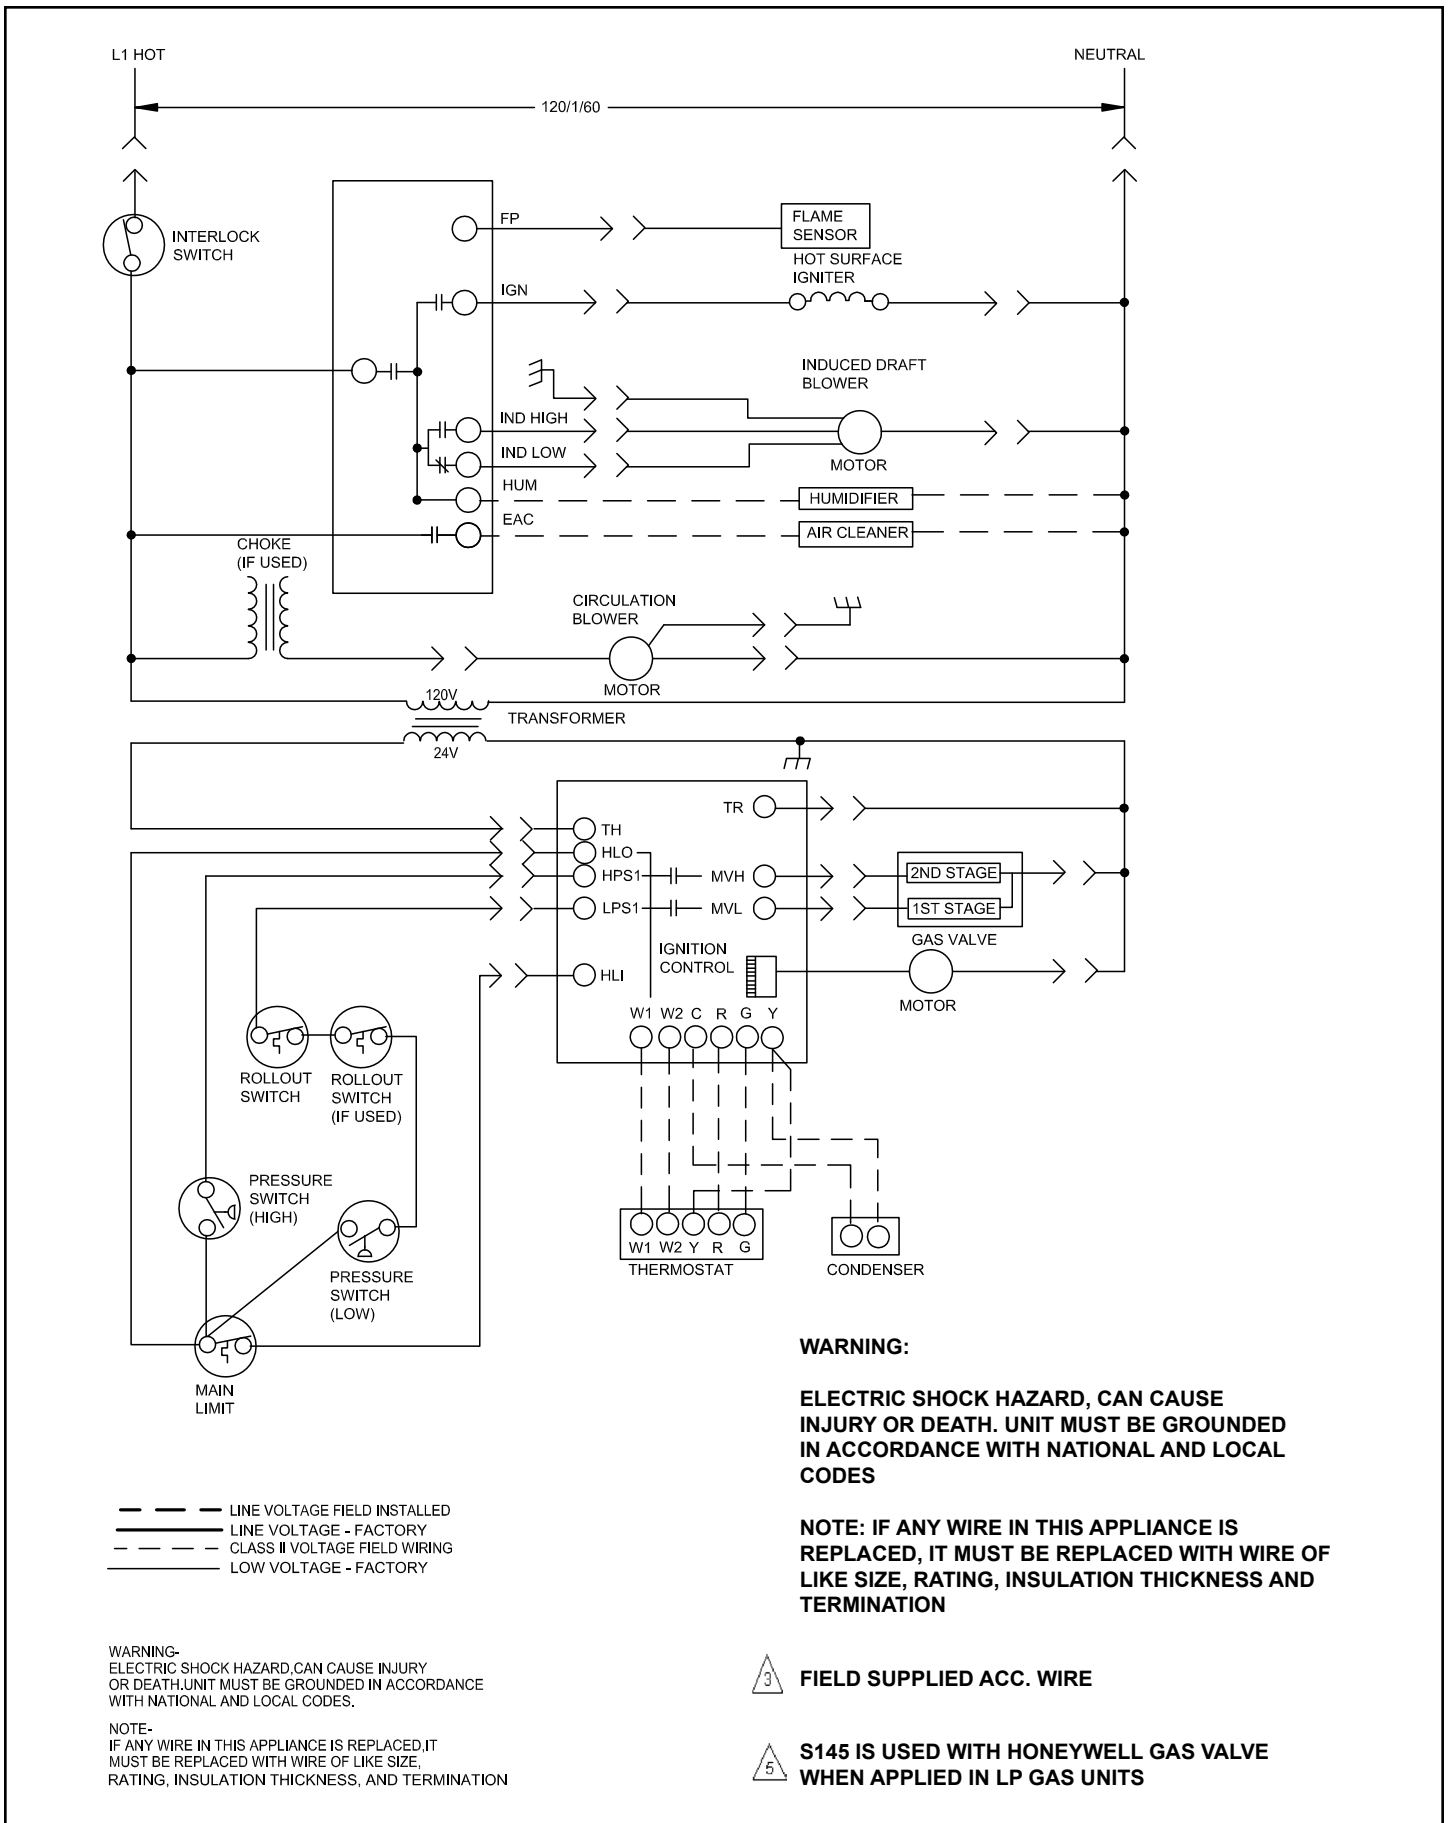 L1 HOT
NEUTRAL
120/1/60
INTERLOCK
SWITCH
FP
FLAME
SENSOR
HOT SURFACE
IGNITER
IGN
INDUCED DRAFT
BLOWER
IND HIGH
IND LOW
MOTOR
HUM
HUMIDIFIER
EAC
AIR CLEANER
CHOKE
(IF USED)
CIRCULATION
BLOWER
MOTOR
120V
TRANSFORMER
24V
TR
TH
HLO
HPS1
MVH
2ND STAGE
LPS1
MVL
1ST STAGE
GAS VALVE
IGNITION
CONTROL
HLI
MOTOR
W1 W2 C R G Y
ROLLOUT
SWITCH
ROLLOUT
SWITCH
(IF USED)
PRESSURE
SWITCH
(HIGH)
W1 W2 Y R G
THERMOSTAT
CONDENSER
PRESSURE
SWITCH
(LOW)
MAIN
LIMIT
WARNING:
ELECTRIC SHOCK HAZARD, CAN CAUSE
INJURY OR DEATH. UNIT MUST BE GROUNDED
IN ACCORDANCE WITH NATIONAL AND LOCAL
CODES
NOTE: IF ANY WIRE IN THIS APPLIANCE IS
REPLACED, IT MUST BE REPLACED WITH WIRE OF
LIKE SIZE, RATING, INSULATION THICKNESS AND
TERMINATION
LINE VOLTAGE FIELD INSTALLED
LINE VOLTAGE - FACTORY
CLASS II VOLTAGE FIELD WIRING
LOW VOLTAGE - FACTORY
WARNING-
ELECTRIC SHOCK HAZARD,CAN CAUSE INJURY
OR DEATH.UNIT MUST BE GROUNDED IN ACCORDANCE
WITH NATIONAL AND LOCAL CODES.
NOTE-
IF ANY WIRE IN THIS APPLIANCE IS REPLACED,IT
MUST BE REPLACED WITH WIRE OF LIKE SIZE,
RATING, INSULATION THICKNESS, AND TERMINATION
3 FIELD SUPPLIED ACC. WIRE
5 S145 IS USED WITH HONEYWELL GAS VALVE
WHEN APPLIED IN LP GAS UNITS